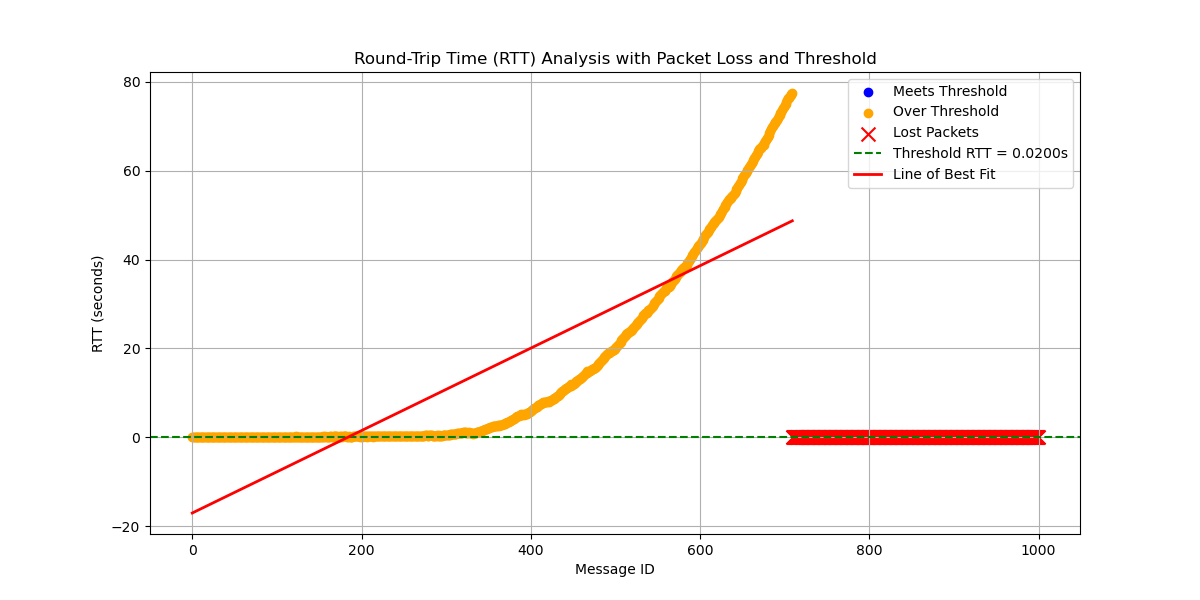 Round-Trip Time (RTT) Analysis with Packet Loss and Threshold
Meets Threshold
Over Threshold
Lost Packets
Threshold RTT = 0.0200s
Line of Best Fit
RTT (seconds)
80
60
40
20
0
−20
0
200
400
600
800
1000
Message ID